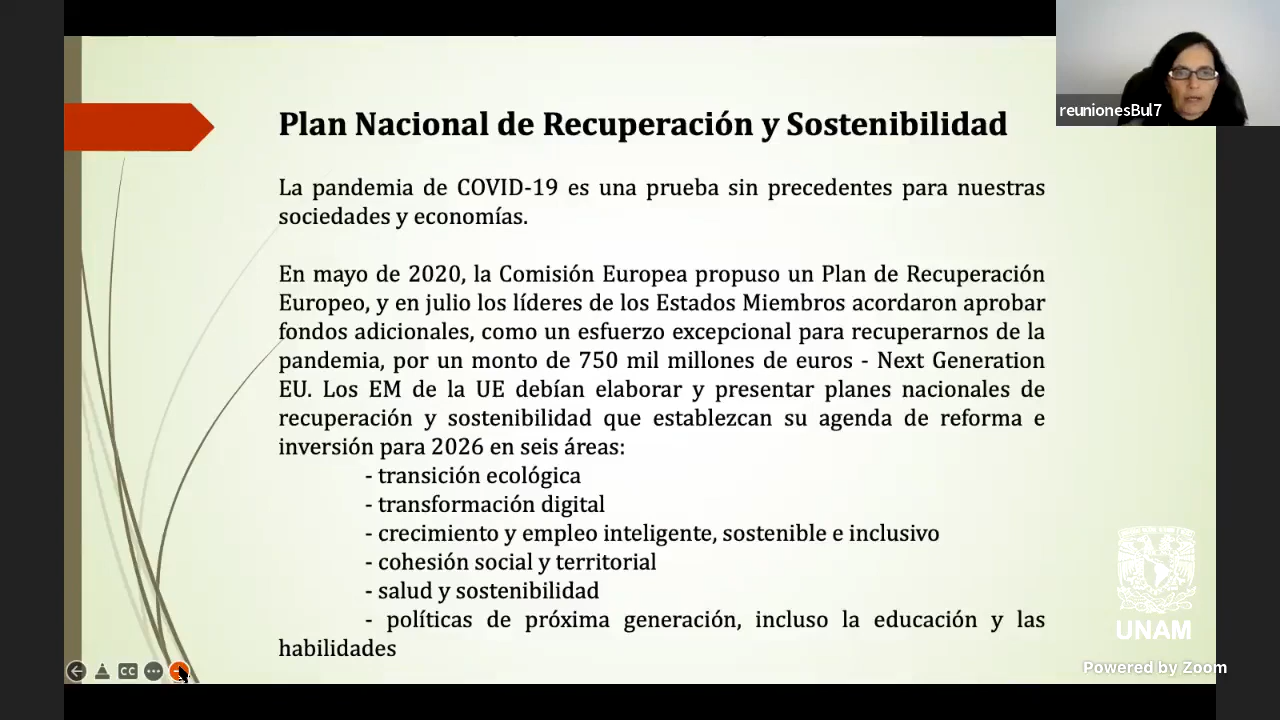 reunionesBul7
Plan Nacional de Recuperación y Sostenibilidad
La pandemia de COVID-19 es una prueba sin precedentes para nuestras
sociedades y economías.
En mayo de 2020, la Comisión Europea propuso un Plan de Recuperación
Europeo, y en julio los líderes de los Estados Miembros acordaron aprobar
fondos adicionales, como un esfuerzo excepcional para recuperarnos de la
pandemia, por un monto de 750 mil millones de euros - Next Generation
EU. Los EM de la UE debían elaborar y presentar planes nacionales de
recuperación y sostenibilidad que establezcan su agenda de reforma e
inversión para 2026 en seis áreas:
- transición ecológica
- transformación digital
- crecimiento y empleo inteligente, sostenible e inclusivo
- cohesión social y territorial
- salud y sostenibilidad
- políticas de próxima generación, incluso la educación y las
habilidades
UNAM
Powered by Zoom
CC